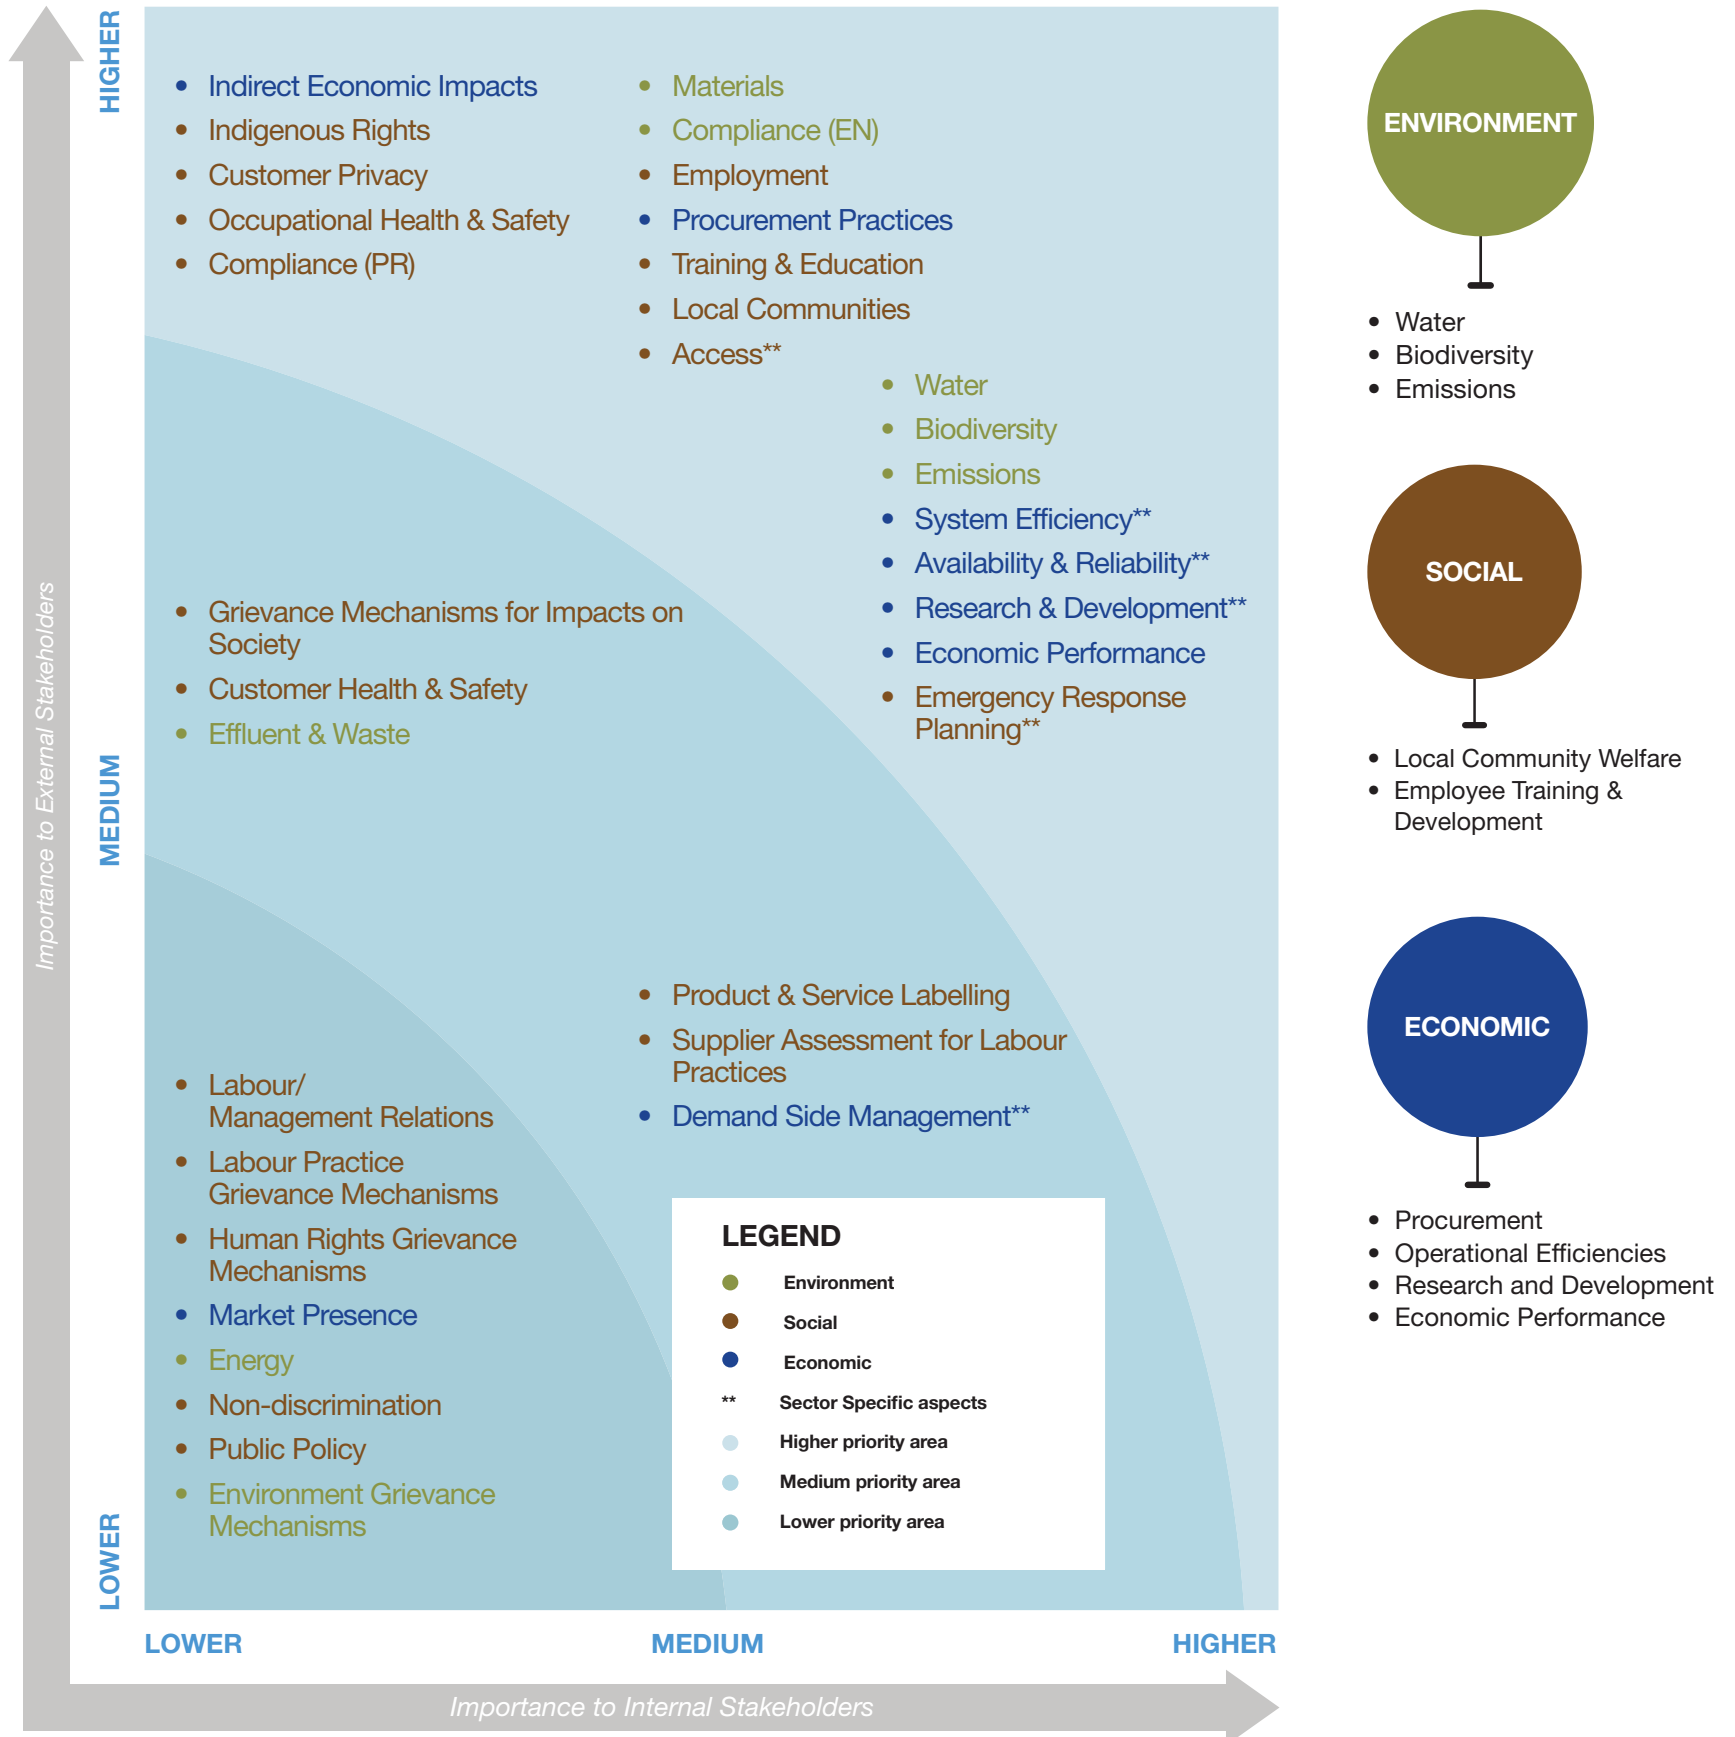 HIGHER
MEDIUM
LOWER
Importance to External Stakeholders
• Indirect Economic Impacts
• Indigenous Rights
• Customer Privacy
• Occupational Health & Safety
• Compliance (PR)
• Materials
• Compliance (EN)
• Employment
• Procurement Practices
• Training & Education
• Local Communities
• Access**
• Water
• Biodiversity
• Emissions
• System Efficiency**
• Availability & Reliability**
• Research & Development**
• Economic Performance
• Emergency Response
Planning**
• Grievance Mechanisms for Impacts on
Society
• Customer Health & Safety
• Effluent & Waste
• Product & Service Labelling
• Supplier Assessment for Labour
Practices
• Demand Side Management**
• Labour/
Management Relations
• Labour Practice
Grievance Mechanisms
• Human Rights Grievance
Mechanisms
• Market Presence
• Energy
• Non-discrimination
• Public Policy
• Environment Grievance
Mechanisms
LEGEND
Environment
Social
Economic
** Sector Specific aspects
Higher priority area
Medium priority area
Lower priority area
LOWER
MEDIUM
HIGHER
Importance to Internal Stakeholders
ENVIRONMENT
• Water
• Biodiversity
• Emissions
SOCIAL
• Local Community Welfare
• Employee Training &
Development
ECONOMIC
• Procurement
• Operational Efficiencies
• Research and Development
• Economic Performance